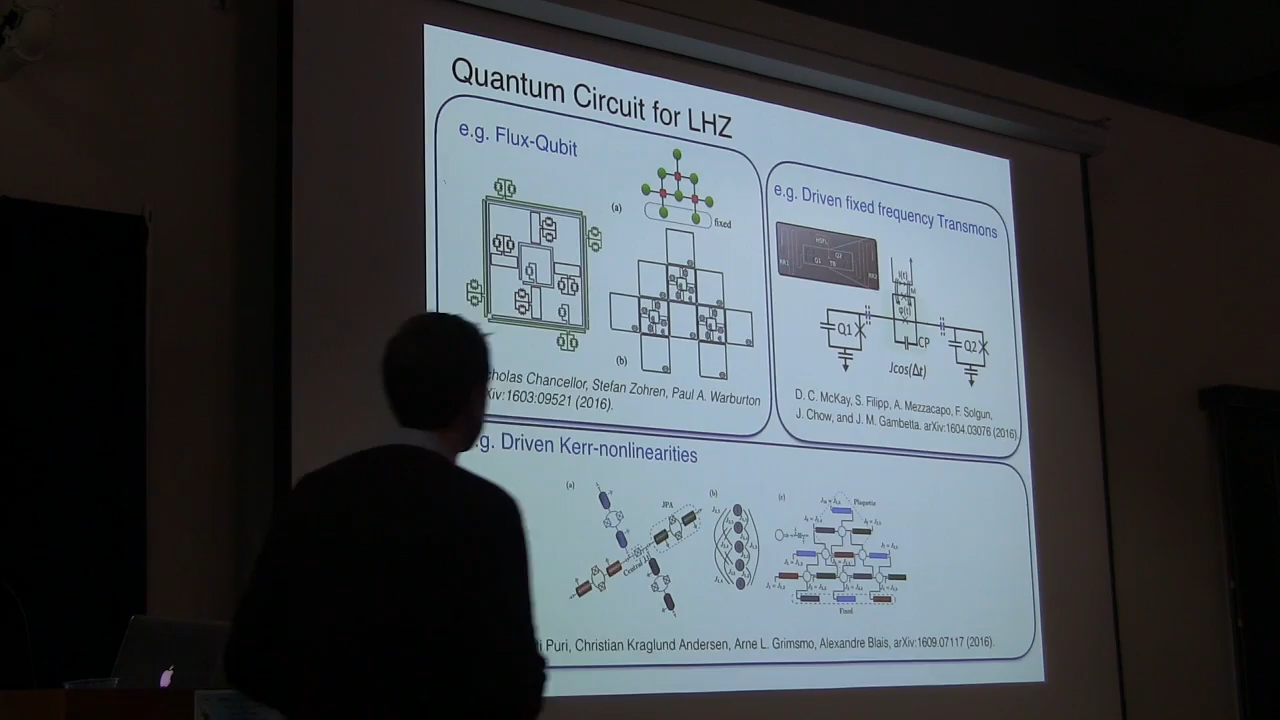 Quantum Circuit for LHZ
e.g. Flux-Qubit
(a)
fixed
(b)
cholas Chancellor, Stefan Zohren, Paul A. Warburton
Xiv:1603:09521 (2016).
e.g. Driven fixed frequency Transmons
Q1
Q2
CP
Jcos(Δt)
D. C. McKay, S. Filipp, A. Mezzacapo, F. Solgun,
J. Chow, and J. M. Gambetta. arXiv:1604.03076 (2016)
.g. Driven Kerr-nonlinearities
(a)
JPA
(b)
(c)
Plaquette
Fixed
i Puri, Christian Kraglund Andersen, Arne L. Grimsmo, Alexandre Blais, arXiv:1609.07117 (2016).